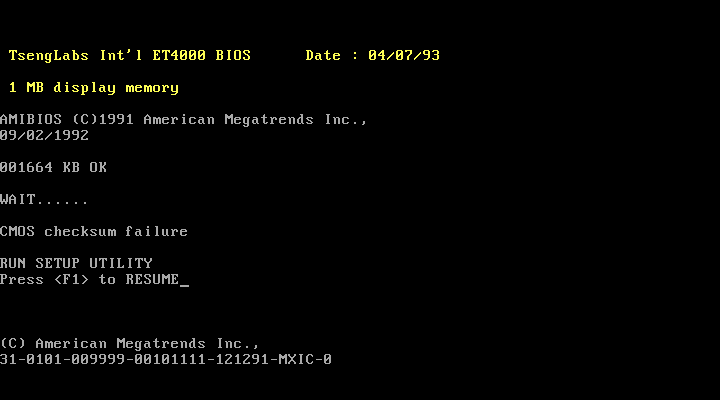 TsengLabs Int'l ET4000 BIOS      Date : 04/07/93
1 MB display memory
AMIBIOS (C)1991 American Megatrends Inc.,
09/02/1992
001664 KB OK
WAIT......
CMOS checksum failure
RUN SETUP UTILITY
Press <F1> to RESUME_
(C) American Megatrends Inc.,
31-0101-009999-00101111-121291-MXIC-0